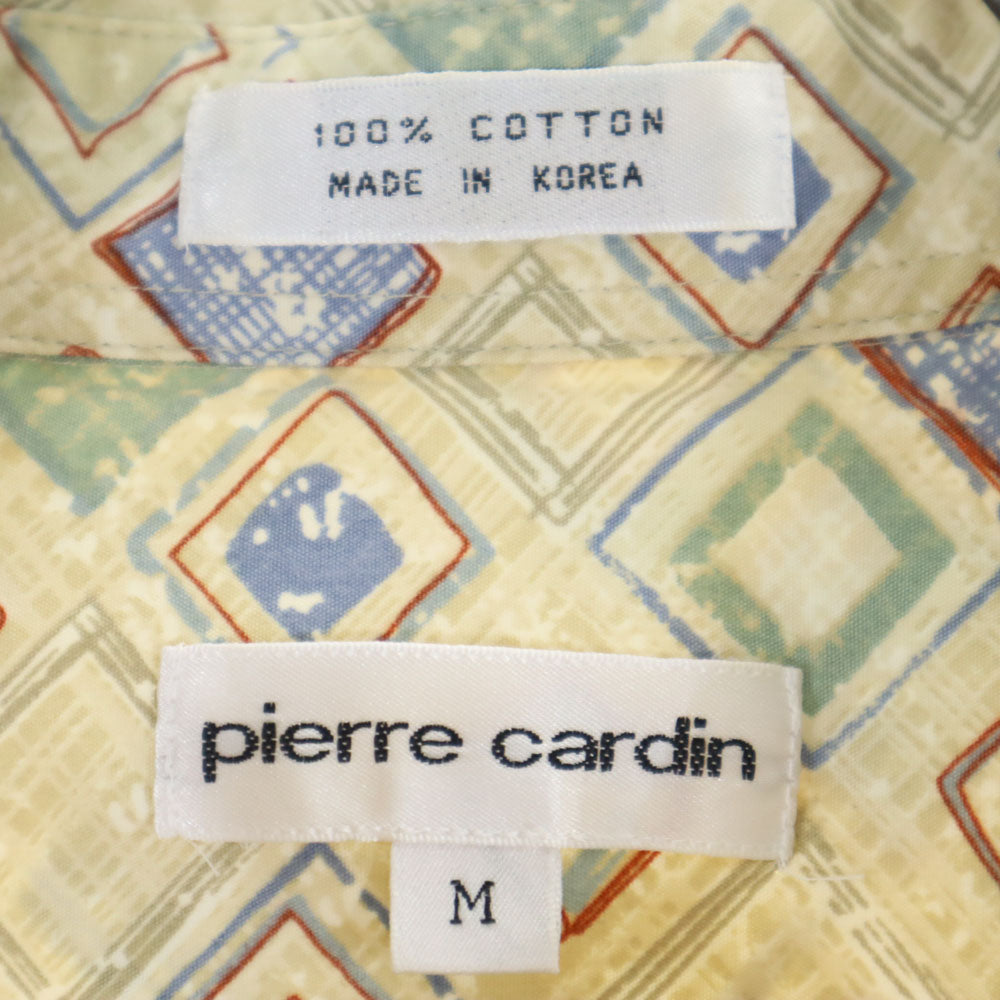 100% COTTON
MADE IN KOREA
pierre cardin
M